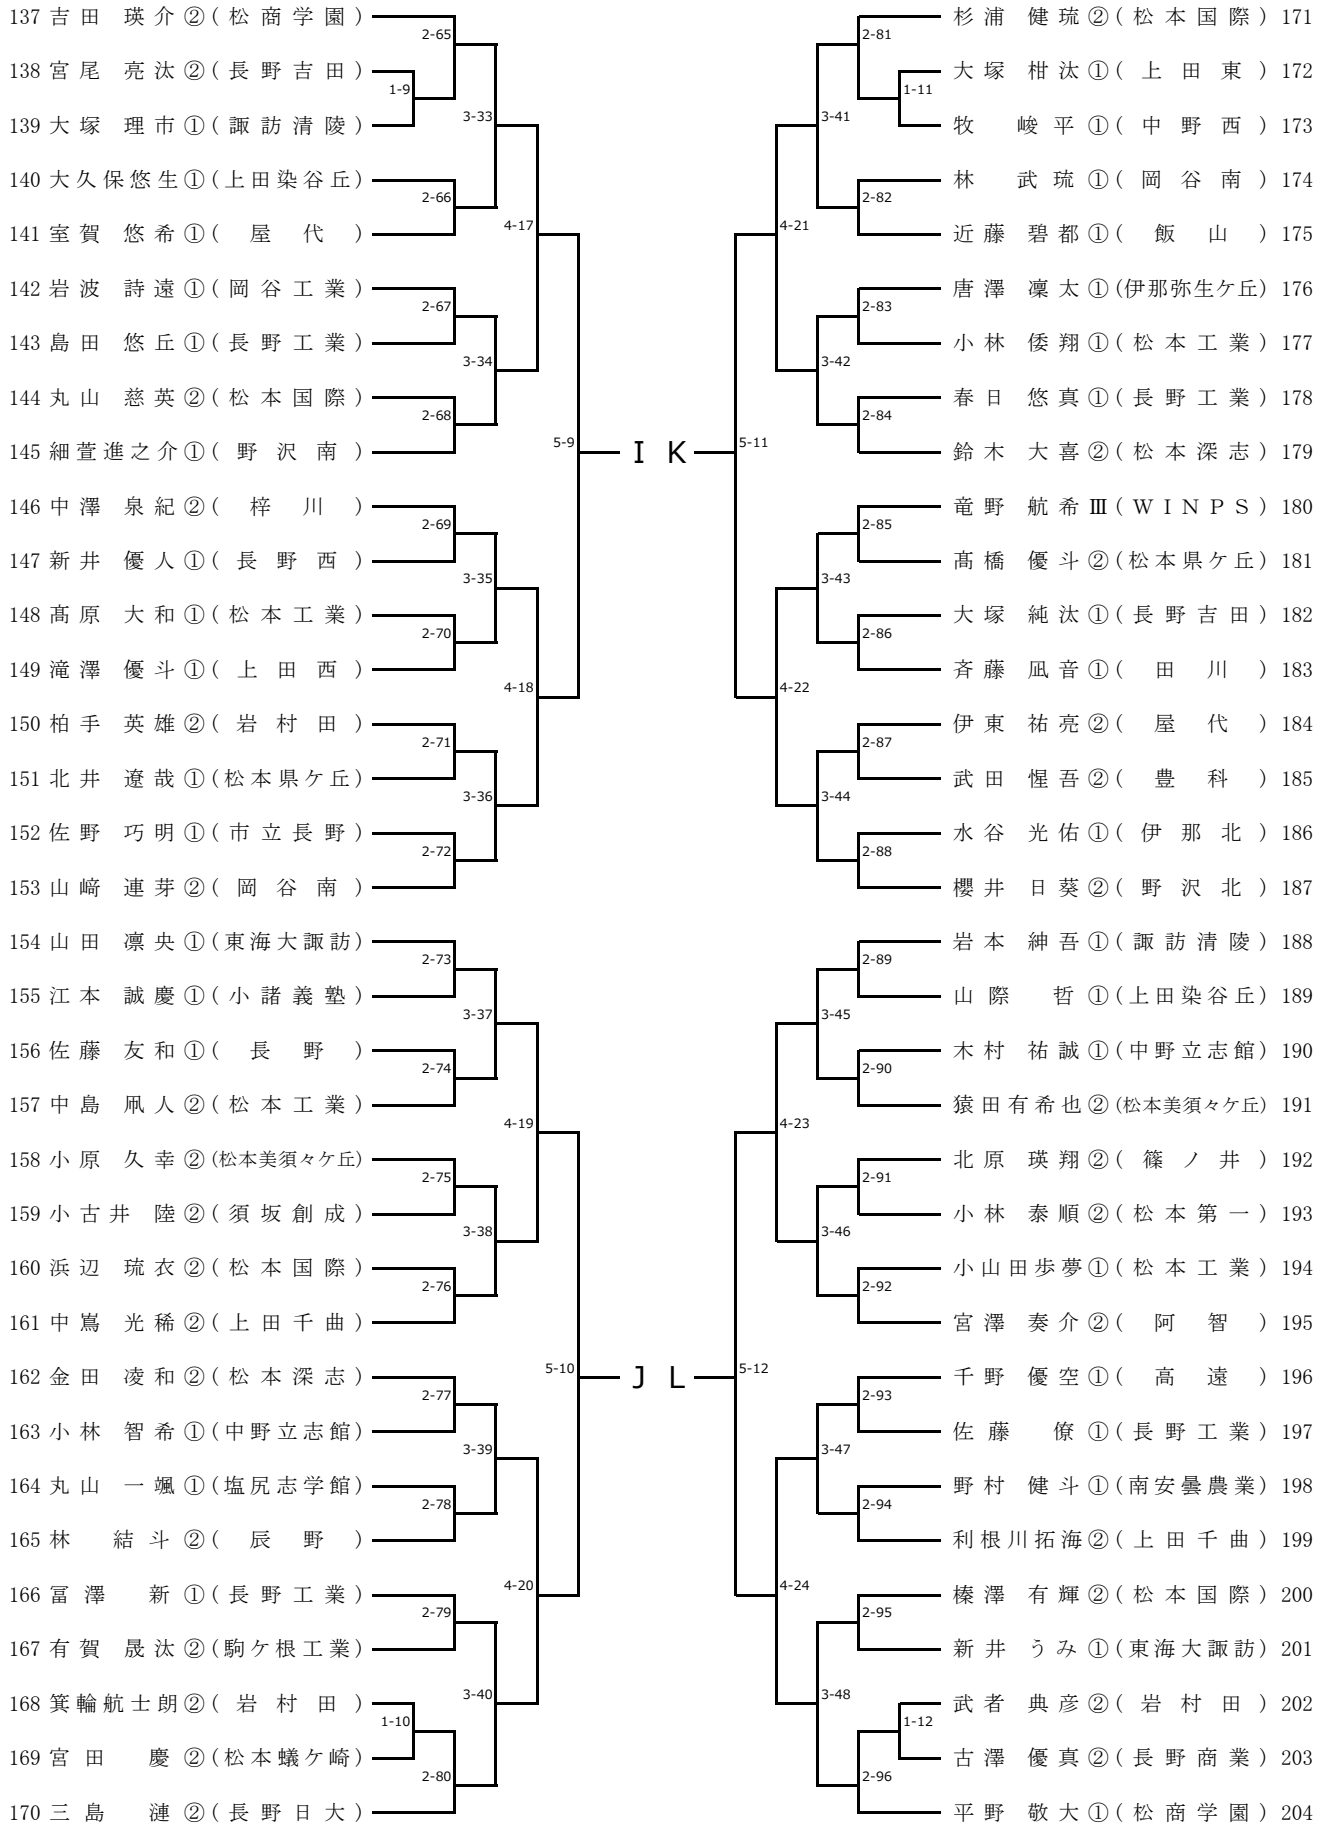 137 吉田 瑛介②(松商学園)
2-65
138 宮尾 亮汰②(長野吉田)
1-9
139 大塚 理市①(諏訪清陵)
3-33
140 大久保悠生①(上田染谷丘)
2-66
141 室賀 悠希①(屋代)
4-17
142 岩波 詩遠①(岡谷工業)
2-67
143 島田 悠丘①(長野工業)
3-34
144 丸山 慈英②(松本国際)
2-68
145 細萱進之介①(野沢南)
5-9
I
146 中澤 泉紀②(梓川)
2-69
147 新井 優人①(長野西)
3-35
148 髙原 大和①(松本工業)
2-70
149 滝澤 優斗①(上田西)
4-18
150 柏手 英雄②(岩村田)
2-71
151 北井 遼哉①(松本県ケ丘)
3-36
152 佐野 巧明①(市立長野)
2-72
153 山﨑 連芽②(岡谷南)
154 山田 凛央①(東海大諏訪)
2-73
155 江本 誠慶①(小諸義塾)
3-37
156 佐藤 友和①(長野)
2-74
157 中島 凧人②(松本工業)
4-19
158 小原 久幸②(松本美須々ケ丘)
2-75
159 小古井 陸②(須坂創成)
3-38
160 浜辺 琉衣②(松本国際)
2-76
161 中嶌 光稀②(上田千曲)
5-10
J
162 金田 凌和②(松本深志)
2-77
163 小林 智希①(中野立志館)
3-39
164 丸山 一颯①(塩尻志学館)
2-78
165 林 結斗②(辰野)
4-20
166 冨澤 新①(長野工業)
2-79
167 有賀 晟汰②(駒ケ根工業)
3-40
168 箕輪航士朗②(岩村田)
1-10
169 宮田 慶②(松本蟻ケ崎)
2-80
170 三島 漣②(長野日大)
杉浦 健琉②(松本国際) 171
2-81
大塚 柑汰①(上田東) 172
1-11
牧 峻平①(中野西) 173
3-41
林 武琉①(岡谷南) 174
2-82
近藤 碧都①(飯山) 175
4-21
唐澤 凜太①(伊那弥生ケ丘) 176
2-83
小林 倭翔①(松本工業) 177
3-42
春日 悠真①(長野工業) 178
2-84
鈴木 大喜②(松本深志) 179
5-11
K
竜野 航希Ⅲ(WINPS) 180
2-85
髙橋 優斗②(松本県ケ丘) 181
3-43
大塚 純汰①(長野吉田) 182
2-86
斉藤 凪音①(田川) 183
4-22
伊東 祐亮②(屋代) 184
2-87
武田 惺吾②(豊科) 185
3-44
水谷 光佑①(伊那北) 186
2-88
櫻井 日葵②(野沢北) 187
岩本 紳吾①(諏訪清陵) 188
2-89
山際 哲①(上田染谷丘) 189
3-45
木村 祐誠①(中野立志館) 190
2-90
猿田有希也②(松本美須々ケ丘) 191
4-23
北原 瑛翔②(篠ノ井) 192
2-91
小林 泰順②(松本第一) 193
3-46
小山田歩夢①(松本工業) 194
2-92
宮澤 奏介②(阿智) 195
5-12
L
千野 優空①(高遠) 196
2-93
佐藤 僚①(長野工業) 197
3-47
野村 健斗①(南安曇農業) 198
2-94
利根川拓海②(上田千曲) 199
4-24
榛澤 有輝②(松本国際) 200
2-95
新井 うみ①(東海大諏訪) 201
3-48
武者 典彦②(岩村田) 202
1-12
古澤 優真②(長野商業) 203
2-96
平野 敬大①(松商学園) 204